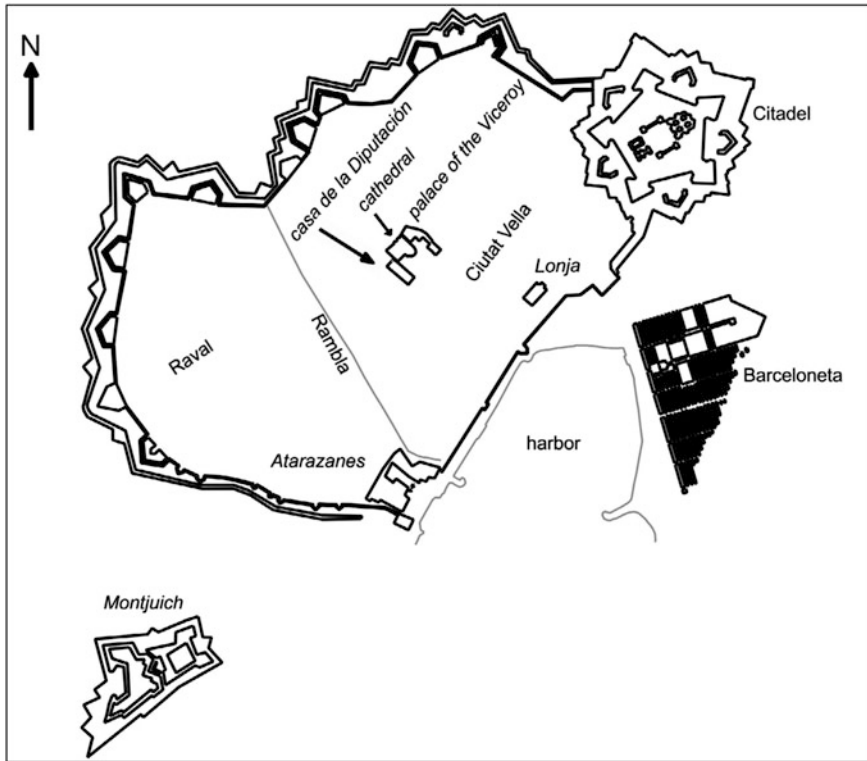 N
Citadel
casa de la Diputación
cathedral
palace of the Viceroy
Ciutat Vella
Lonja
Rambla
Raval
Barceloneta
harbor
Atarazanes
Montjuich